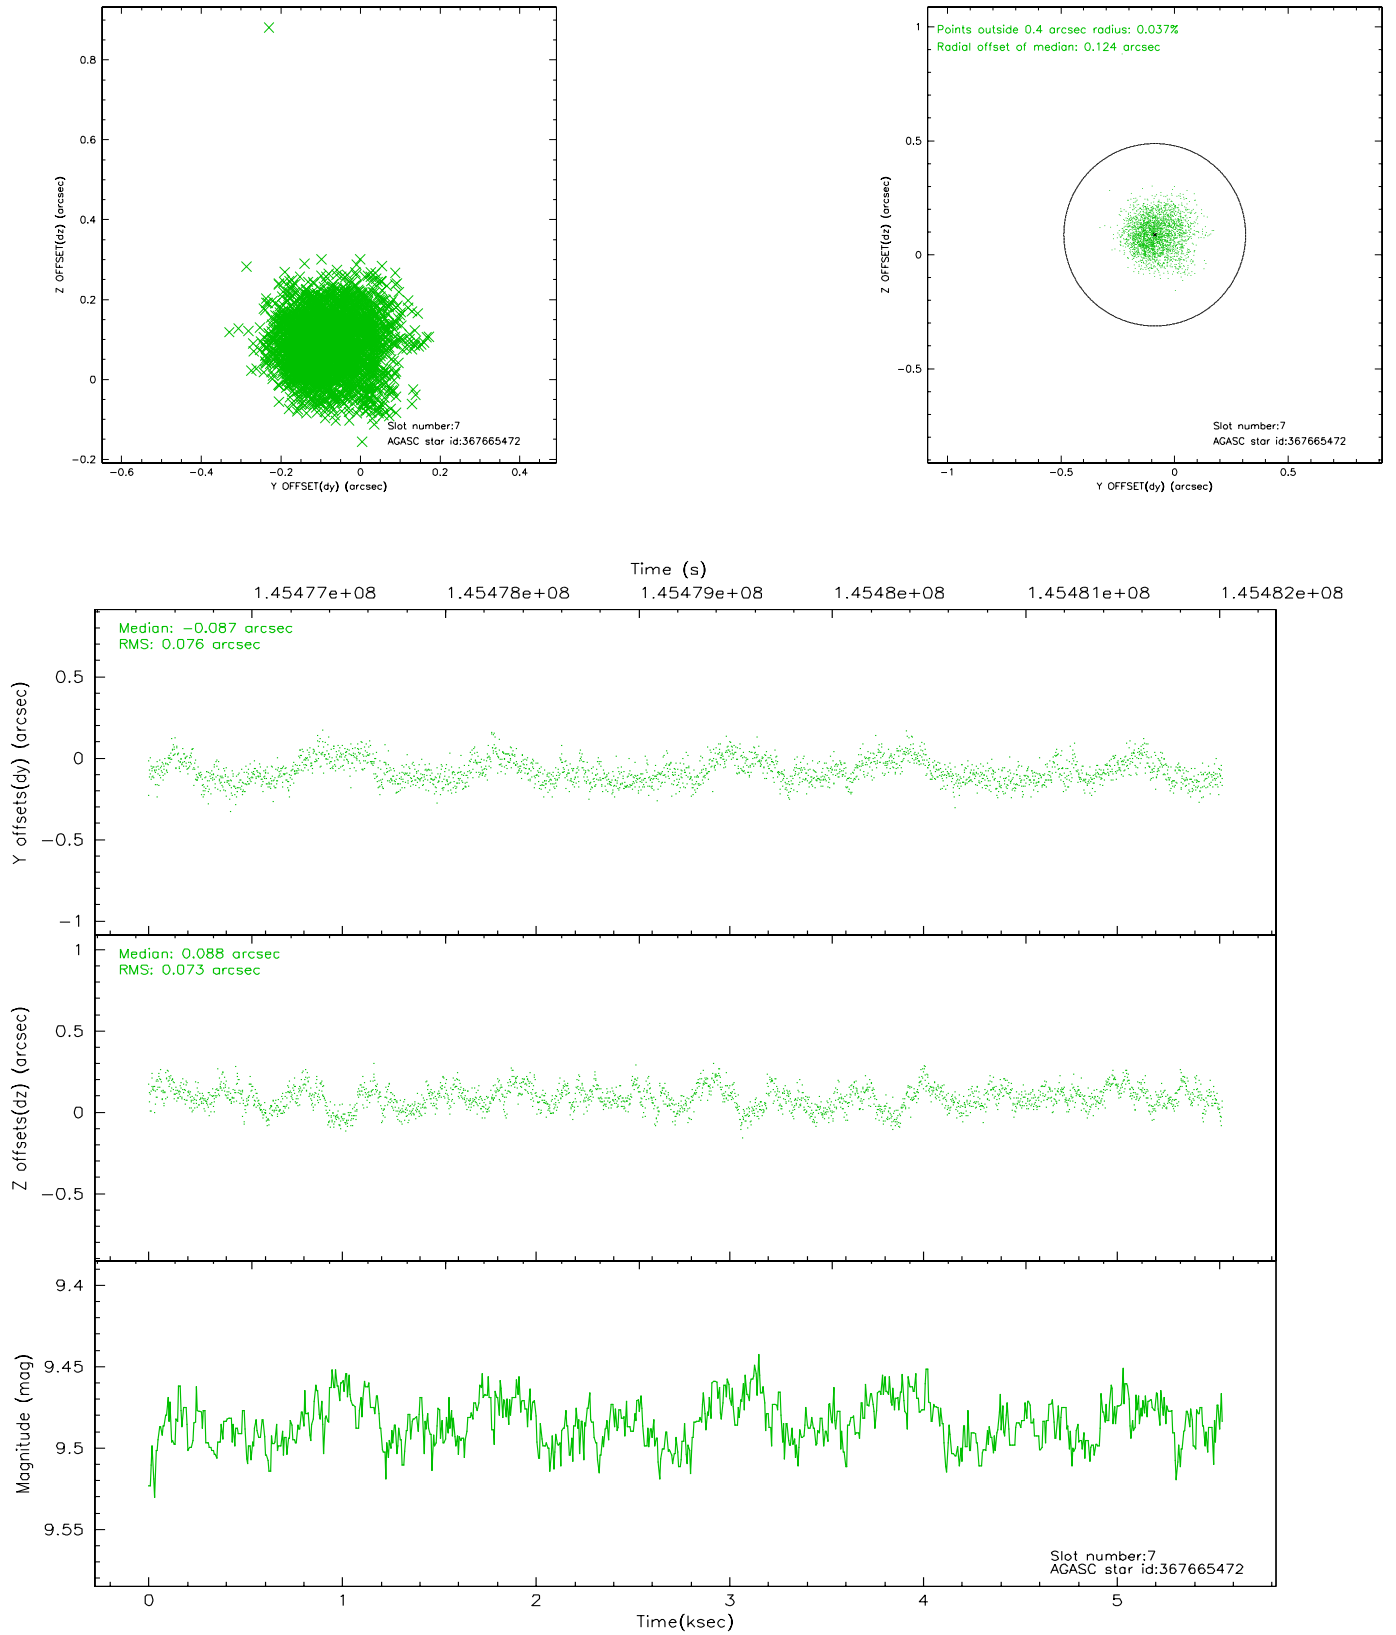 0.8
0.6
0.4
0.2
0
-0.2
-0.6
-0.4
-0.2
0
0.2
0.4
Z OFFSET(dz) (arcsec)
Y OFFSET(dy) (arcsec)
Slot number:7
AGASC star id:367665472
Points outside 0.4 arcsec radius: 0.037%
Radial offset of median: 0.124 arcsec
1
0.5
0
-0.5
-1
-0.5
0
0.5
Z OFFSET(dz) (arcsec)
Y OFFSET(dy) (arcsec)
Slot number:7
AGASC star id:367665472
Time (s)
1.45477e+08
1.45478e+08
1.45479e+08
1.4548e+08
1.45481e+08
1.45482e+08
Median: -0.087 arcsec
RMS: 0.076 arcsec
0.5
0
-0.5
-1
Y offsets(dy) (arcsec)
Median: 0.088 arcsec
RMS: 0.073 arcsec
1
0.5
0
-0.5
Z offsets(dz) (arcsec)
9.4
9.45
9.5
9.55
Magnitude (mag)
Slot number:7
AGASC star id:367665472
0
1
2
3
4
5
Time(ksec)